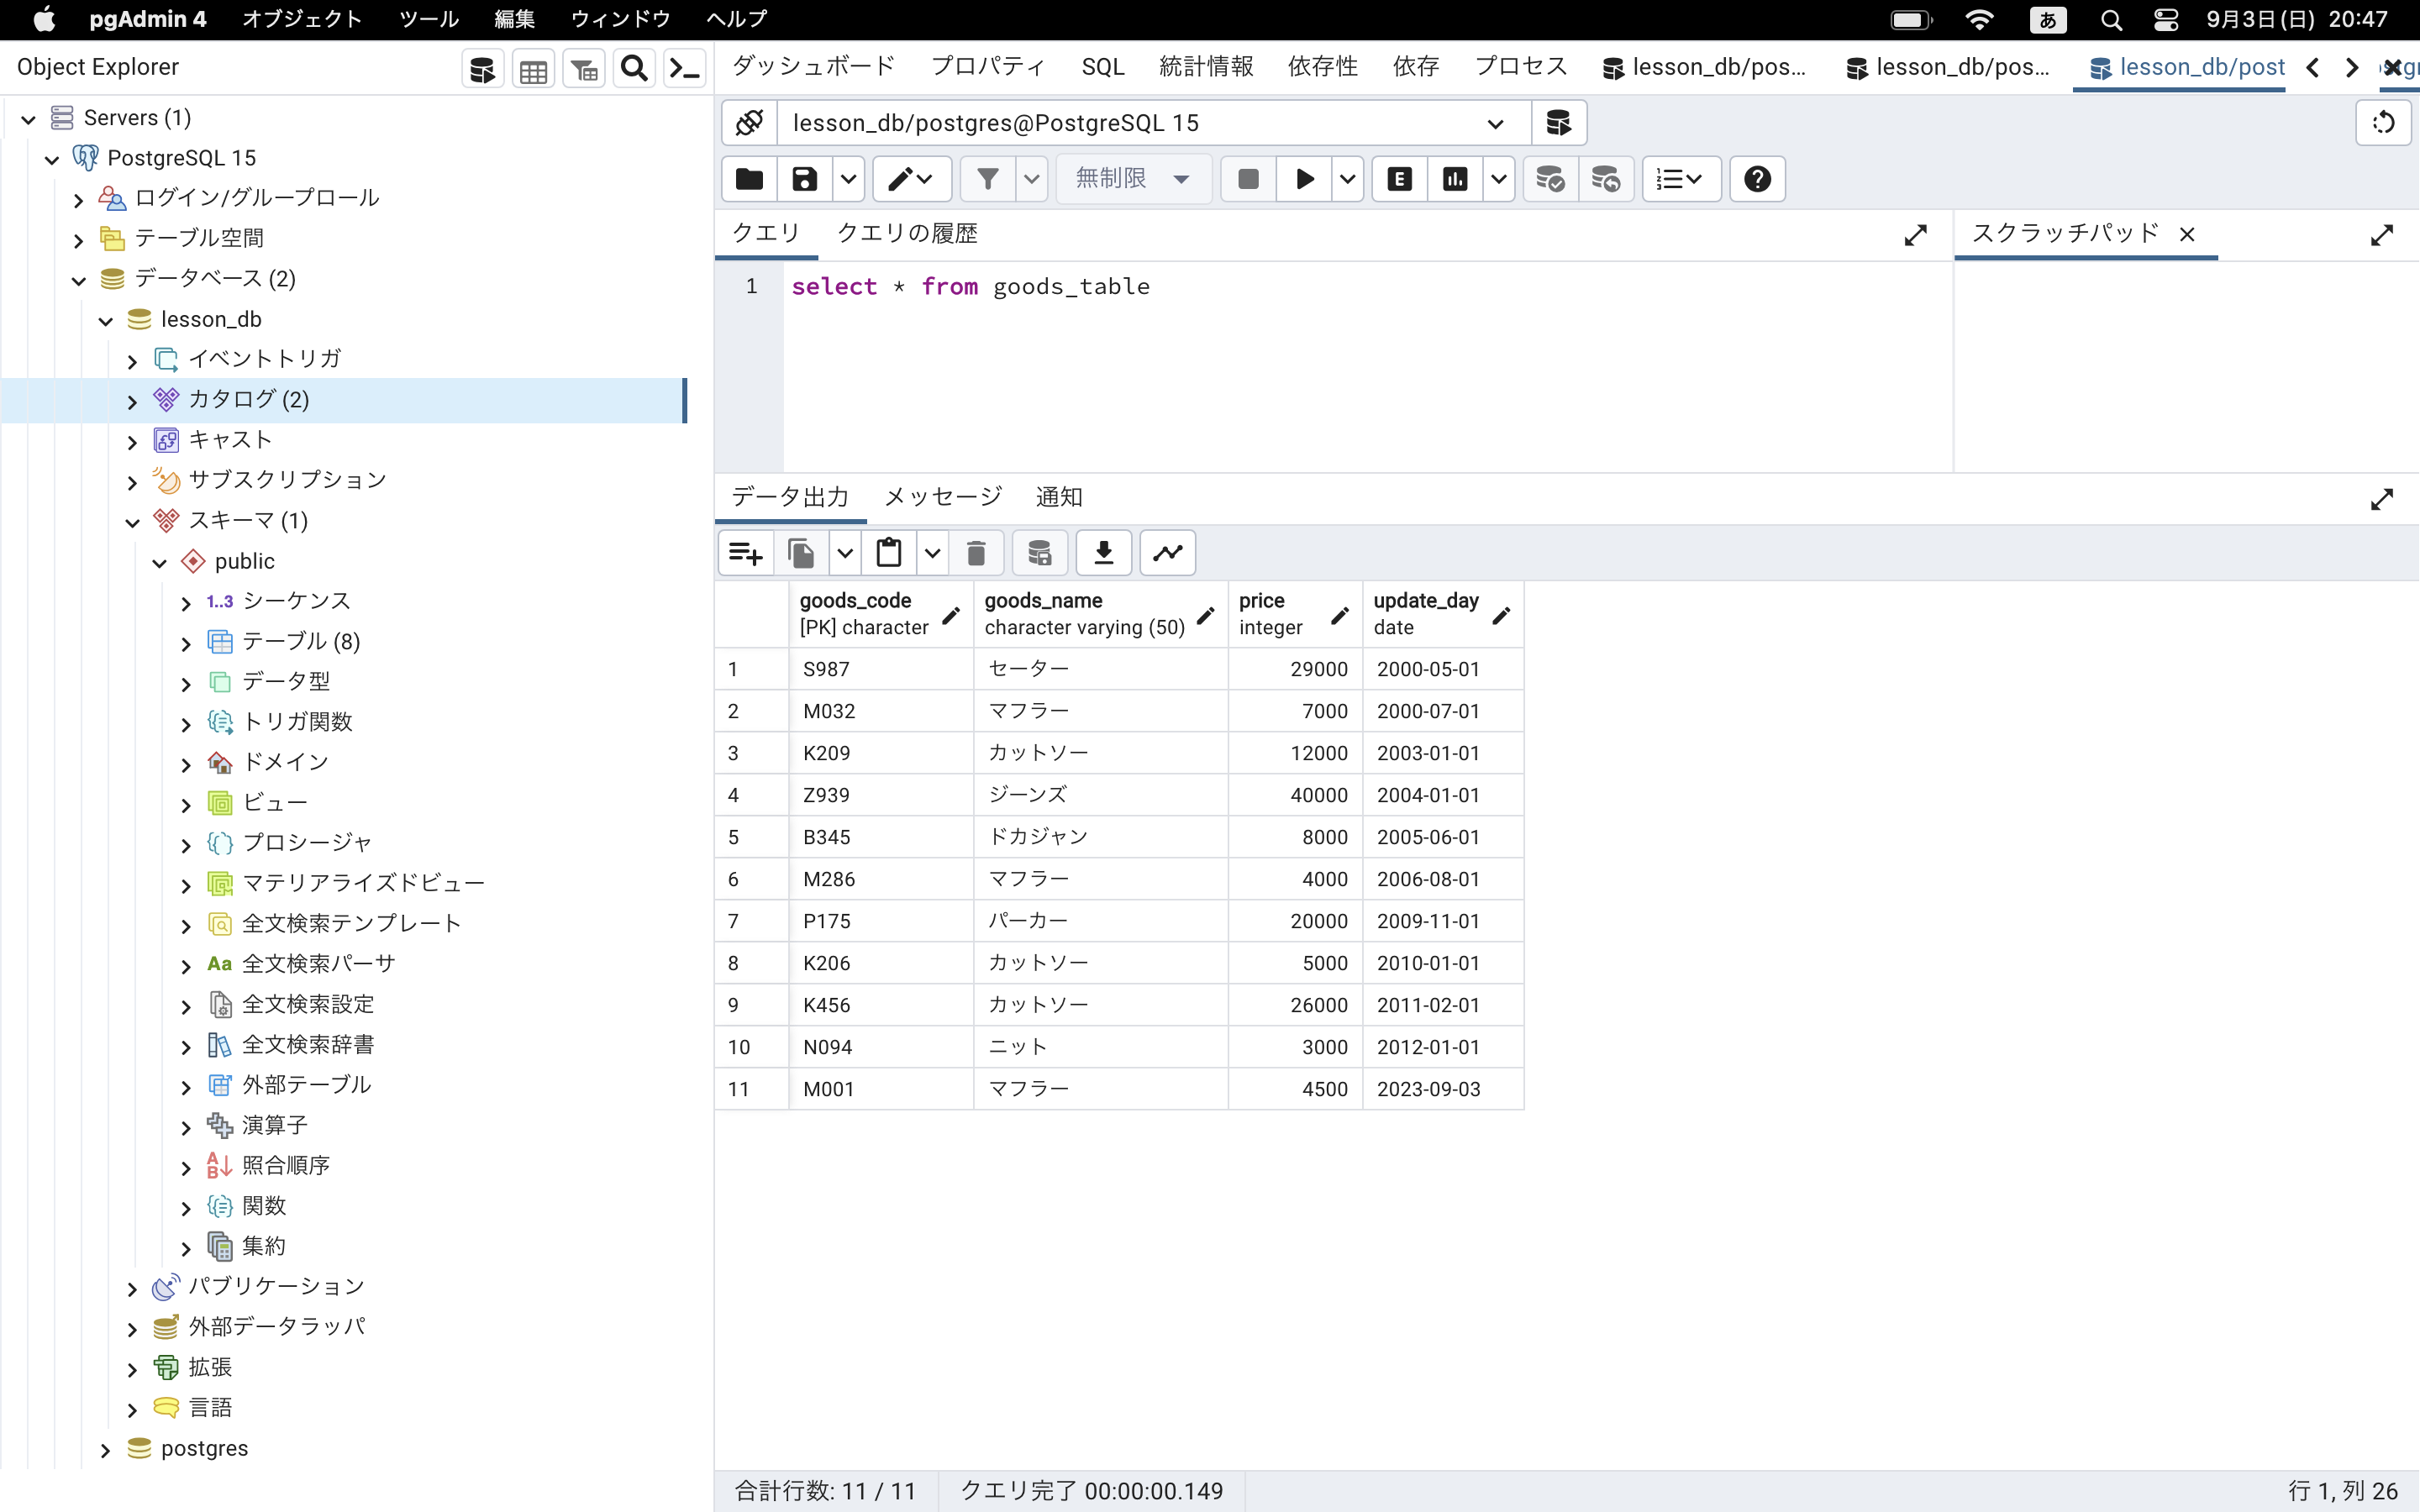 pgAdmin 4 オブジェクト ツール 編集 ウィンドウ ヘルプ あ 9月3日(日) 20:47
Object Explorer
ダッシュボード プロパティ SQL 統計情報 依存性 依存 プロセス lesson_db/pos... lesson_db/pos... lesson_db/post
Servers (1)
PostgreSQL 15
ログイン/グループロール
テーブル空間
データベース (2)
lesson_db
イベントトリガ
カタログ (2)
キャスト
サブスクリプション
スキーマ (1)
public
1..3 シーケンス
テーブル (8)
データ型
トリガ関数
ドメイン
ビュー
プロシージャ
マテリアライズドビュー
全文検索テンプレート
Aa 全文検索パーサ
全文検索設定
全文検索辞書
外部テーブル
演算子
照合順序
関数
集約
パブリケーション
外部データラッパ
拡張
言語
postgres
lesson_db/postgres@PostgreSQL 15
無制限 E
クエリ クエリの履歴 スクラッチパッド
1 select * from goods_table
データ出力 メッセージ 通知
goods_code goods_name price update_day
[PK] character character varying (50) integer date
1 S987 セーター 29000 2000-05-01
2 M032 マフラー 7000 2000-07-01
3 K209 カットソー 12000 2003-01-01
4 Z939 ジーンズ 40000 2004-01-01
5 B345 ドカジャン 8000 2005-06-01
6 M286 マフラー 4000 2006-08-01
7 P175 パーカー 20000 2009-11-01
8 K206 カットソー 5000 2010-01-01
9 K456 カットソー 26000 2011-02-01
10 N094 ニット 3000 2012-01-01
11 M001 マフラー 4500 2023-09-03
合計行数: 11 / 11 クエリ完了 00:00:00.149 行 1, 列 26